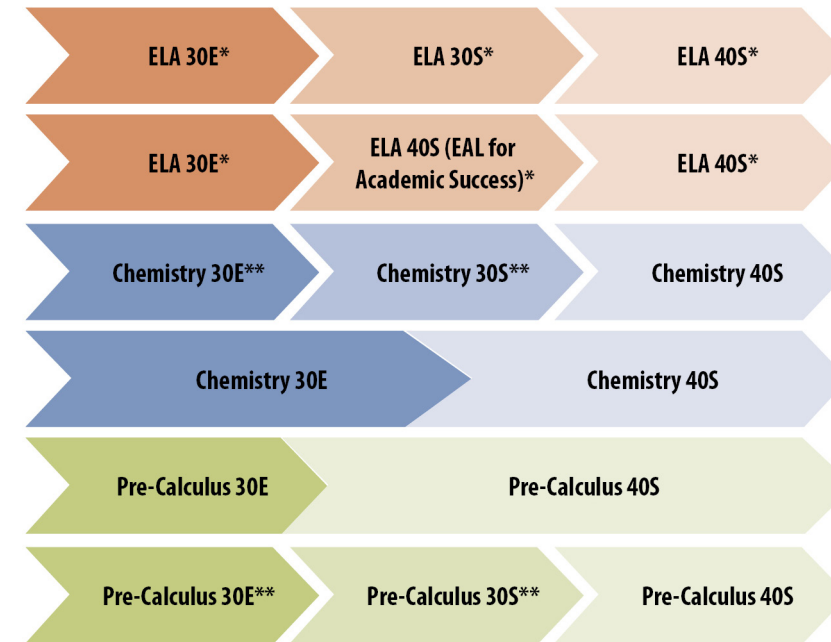 ELA 30E* ELA 30S* ELA 40S*
ELA 30E* ELA 40S (EAL for
Academic Success)* ELA 40S*
Chemistry 30E** Chemistry 30S** Chemistry 40S
Chemistry 30E Chemistry 40S
Pre-Calculus 30E Pre-Calculus 40S
Pre-Calculus 30E** Pre-Calculus 30S** Pre-Calculus 40S